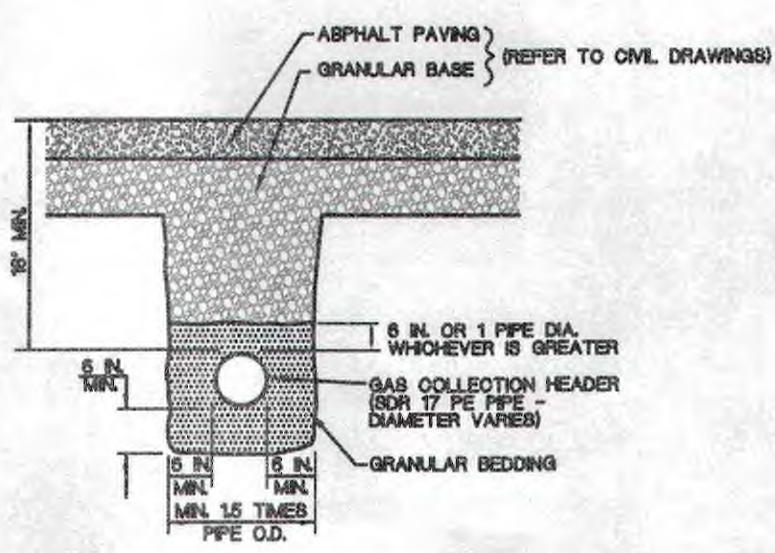 ASPHALT PAVING
GRANULAR BASE
(REFER TO CIVIL DRAWINGS)
18" MIN.
6 IN. OR 1 PIPE DIA.
WHICHEVER IS GREATER
6 IN.
MIN.
GAS COLLECTION HEADER
(SDR 17 PE PIPE -
DIAMETER VARIES)
GRANULAR BEDDING
6 IN.
MIN.
6 IN.
MIN.
MIN. 1.5 TIMES
PIPE O.D.